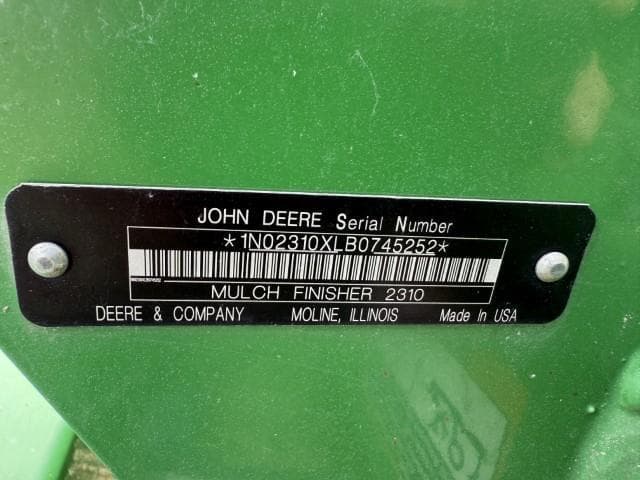 JOHN DEERE Serial Number
*1N02310XLB0745252*
MULCH FINISHER 2310
DEERE & COMPANY MOLINE, ILLINOIS Made In USA